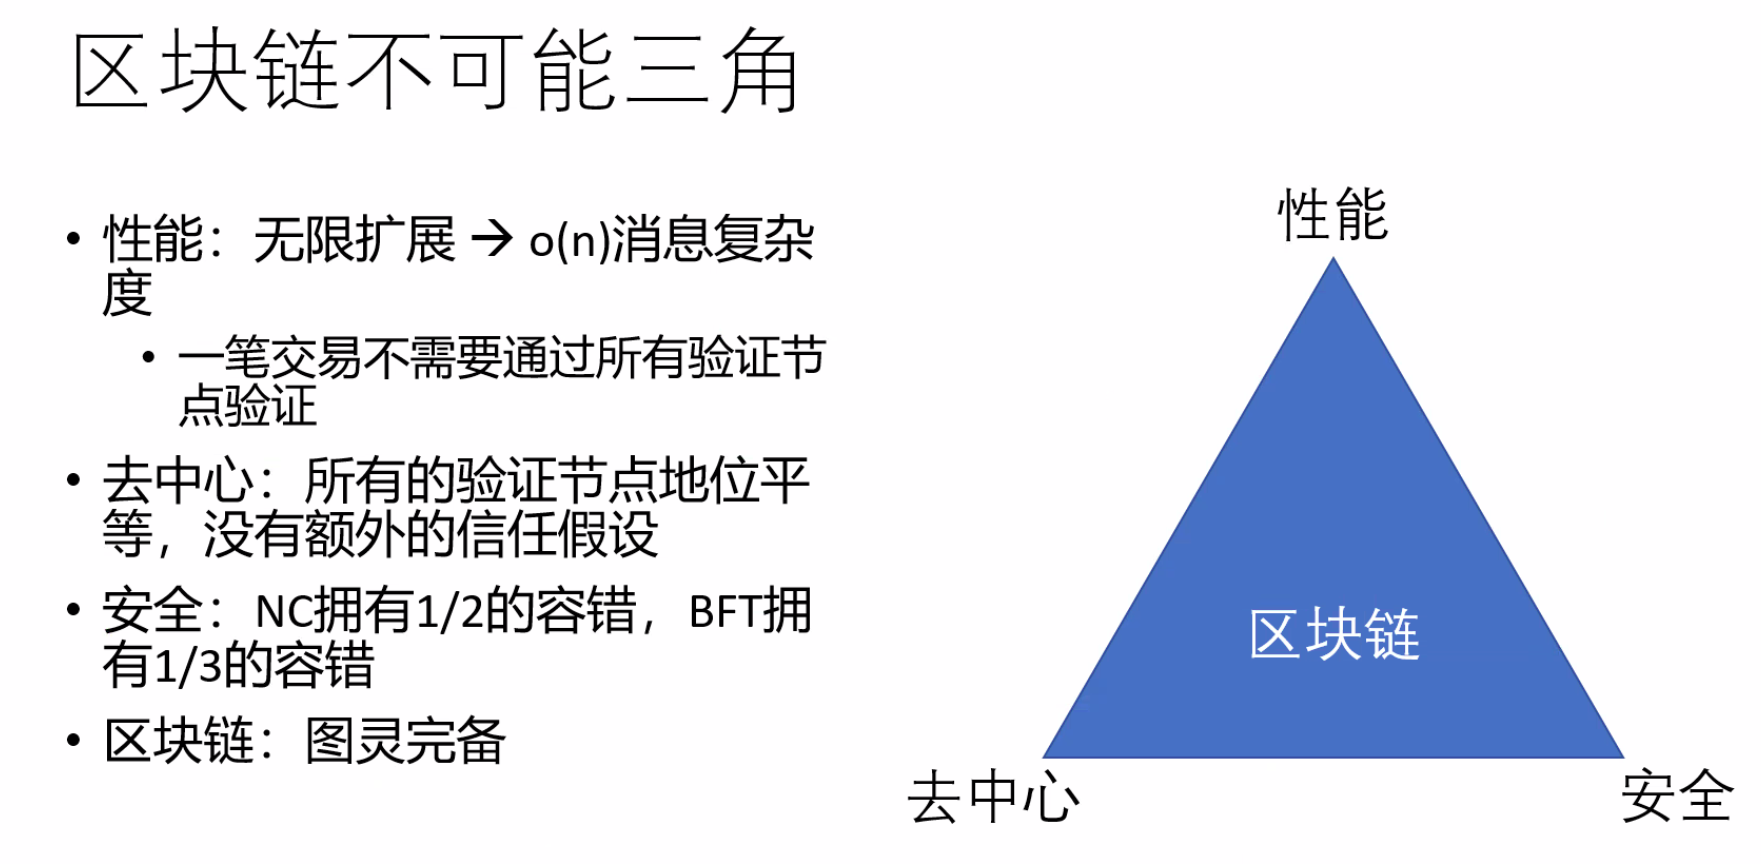 区块链不可能三角
• 性能：无限扩展 → o(n)消息复杂
度
• 一笔交易不需要通过所有验证节
点验证
• 去中心：所有的验证节点地位平
等，没有额外的信任假设
• 安全：NC拥有1/2的容错，BFT拥
有1/3的容错
• 区块链：图灵完备
性能
区块链
去中心
安全